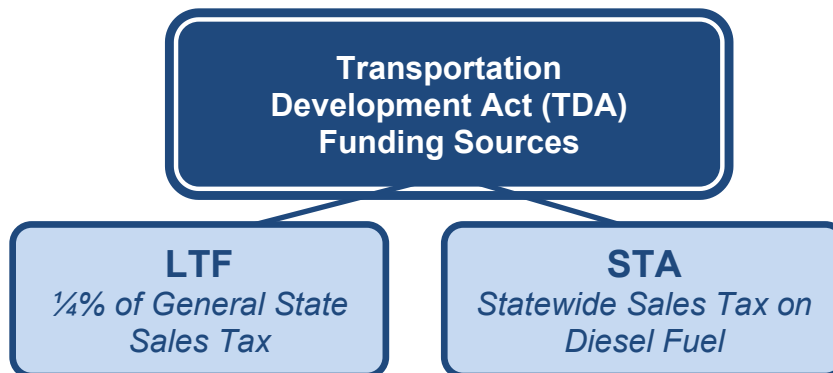 Transportation
Development Act (TDA)
Funding Sources
LTF
¼% of General State
Sales Tax
STA
Statewide Sales Tax on
Diesel Fuel